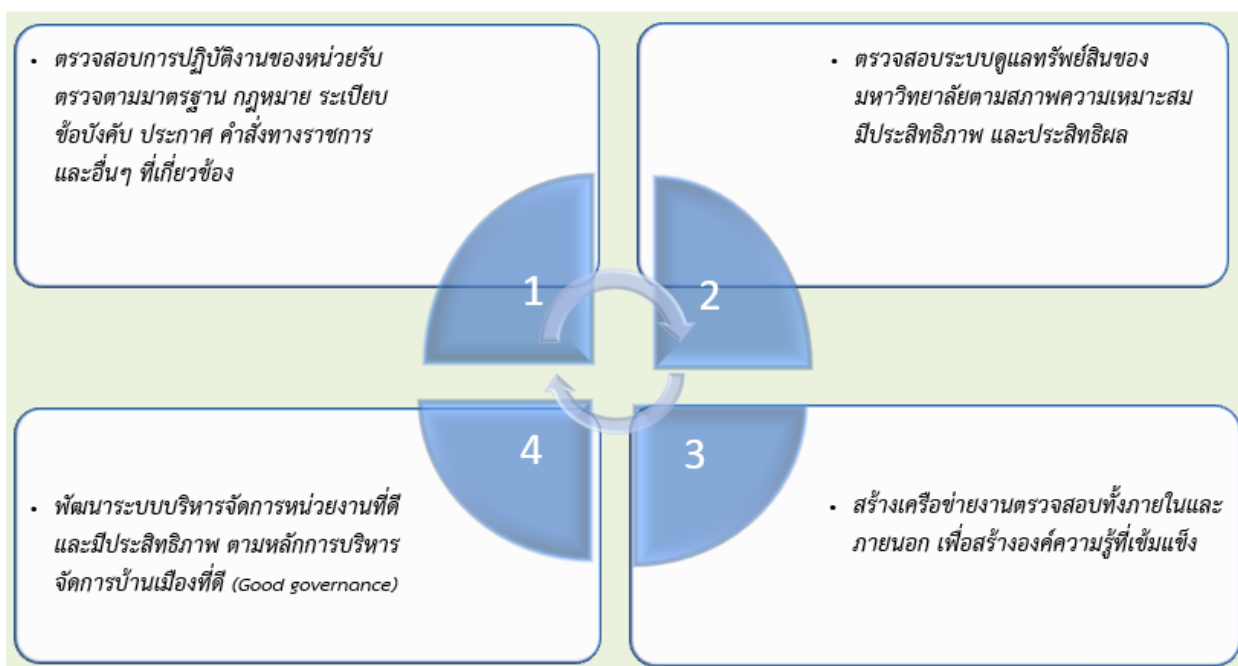 • ตรวจสอบการปฏิบัติงานของหน่วยรับ
ตรวจตามมาตรฐาน กฎหมาย ระเบียบ
ข้อบังคับ ประกาศ คำสั่งทางราชการ
และอื่นๆ ที่เกี่ยวข้อง
• ตรวจสอบระบบดูแลทรัพย์สินของ
มหาวิทยาลัยตามสภาพความเหมาะสม
มีประสิทธิภาพ และประสิทธิผล
1
2
4
3
• พัฒนาระบบบริหารจัดการหน่วยงานที่ดี
และมีประสิทธิภาพ ตามหลักการบริหาร
จัดการบ้านเมืองที่ดี (Good governance)
• สร้างเครือข่ายงานตรวจสอบทั้งภายในและ
ภายนอก เพื่อสร้างองค์ความรู้ที่เข้มแข็ง